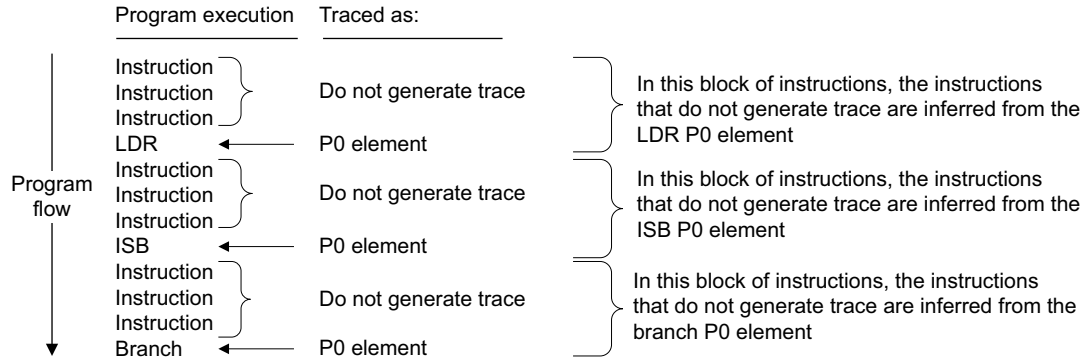 Program execution Traced as:
Instruction
Instruction
Instruction
Do not generate trace
In this block of instructions, the instructions
that do not generate trace are inferred from the
LDR P0 element
LDR P0 element
Program
flow
Instruction
Instruction
Instruction
Do not generate trace
In this block of instructions, the instructions
that do not generate trace are inferred from the
ISB P0 element
ISB P0 element
Instruction
Instruction
Instruction
Do not generate trace
In this block of instructions, the instructions
that do not generate trace are inferred from the
branch P0 element
Branch P0 element